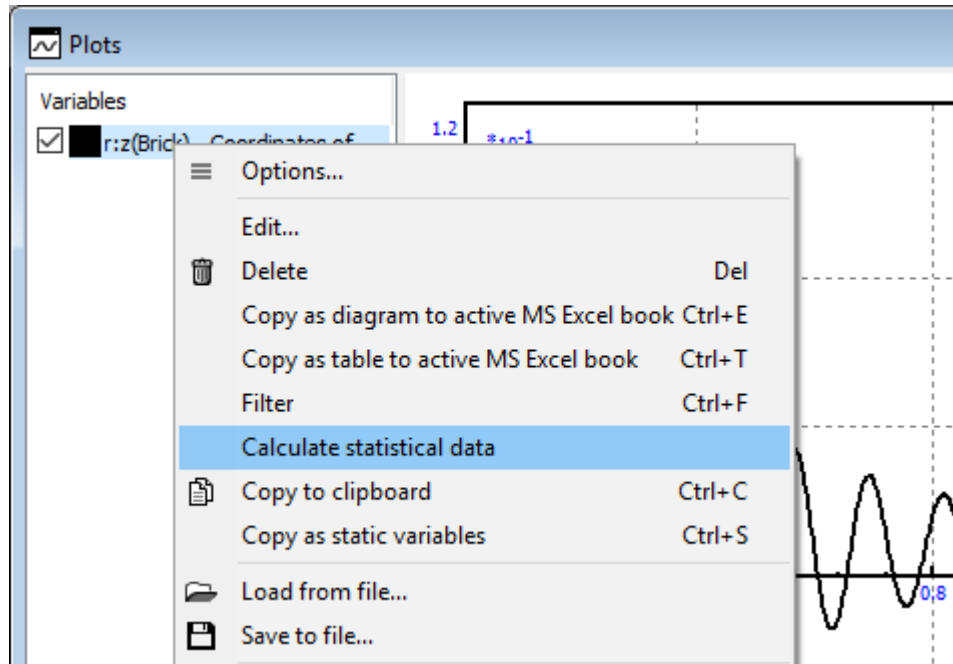 Plots
Variables
r:z(Brick)
1.2
Options...
Edit...
Delete Del
Copy as diagram to active MS Excel book Ctrl+E
Copy as table to active MS Excel book Ctrl+T
Filter Ctrl+F
Calculate statistical data
Copy to clipboard Ctrl+C
Copy as static variables Ctrl+S
0.8
Load from file...
Save to file...